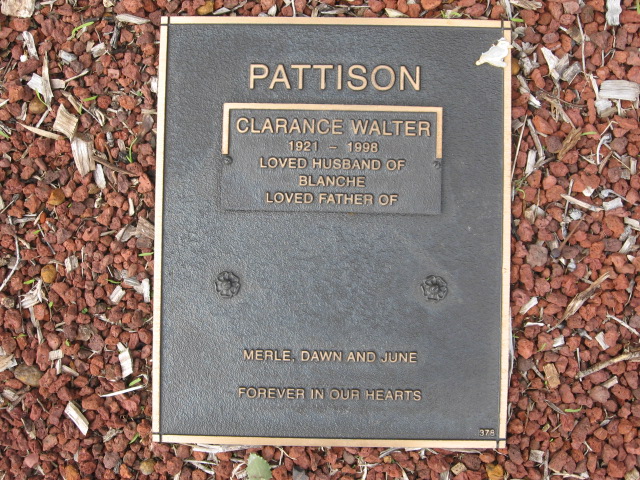 PATTISON
CLARANCE WALTER
1921 – 1998
LOVED HUSBAND OF
BLANCHE
LOVED FATHER OF
MERLE, DAWN AND JUNE
FOREVER IN OUR HEARTS